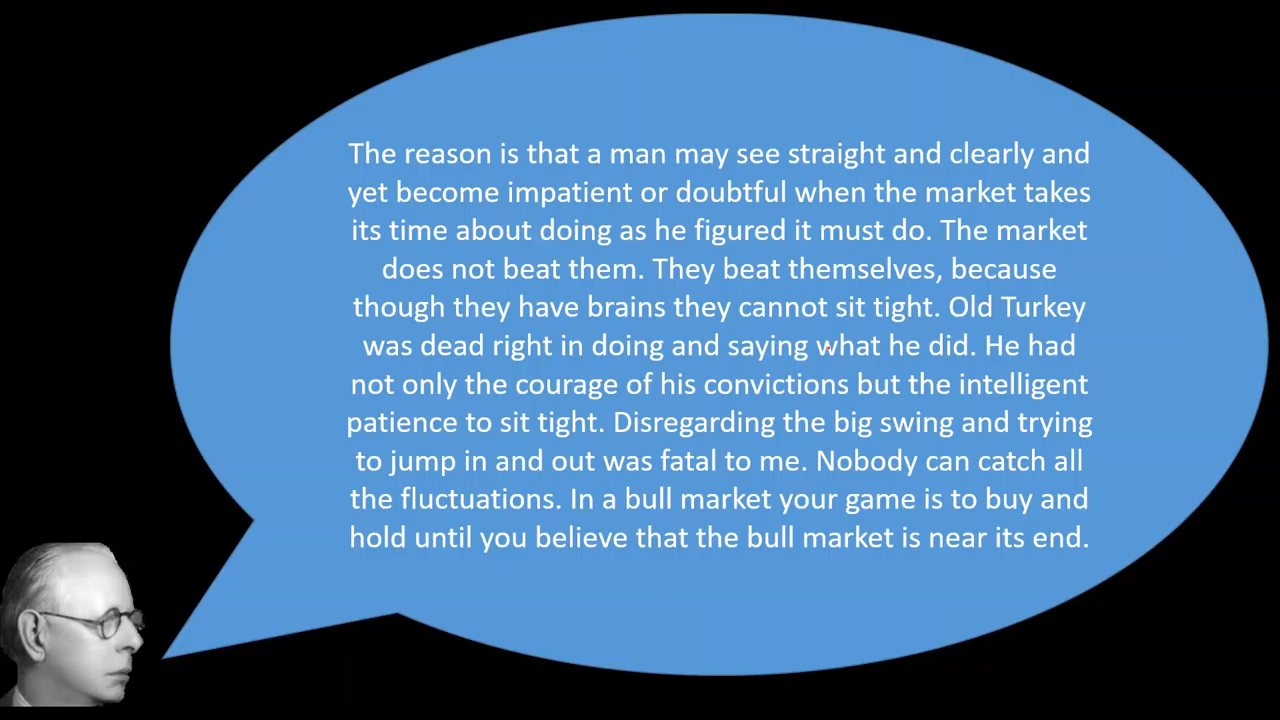 The reason is that a man may see straight and clearly and
yet become impatient or doubtful when the market takes
its time about doing as he figured it must do. The market
does not beat them. They beat themselves, because
though they have brains they cannot sit tight. Old Turkey
was dead right in doing and saying what he did. He had
not only the courage of his convictions but the intelligent
patience to sit tight. Disregarding the big swing and trying
to jump in and out was fatal to me. Nobody can catch all
the fluctuations. In a bull market your game is to buy and
hold until you believe that the bull market is near its end.